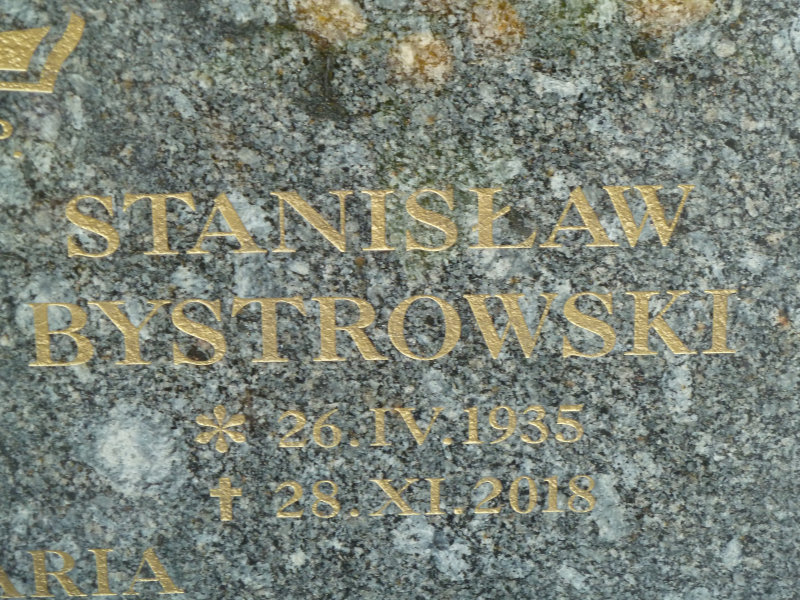 P.
STANISŁAW
BYSTROWSKI
* 26.IV.1935
† 28.XI.2018
ARIA